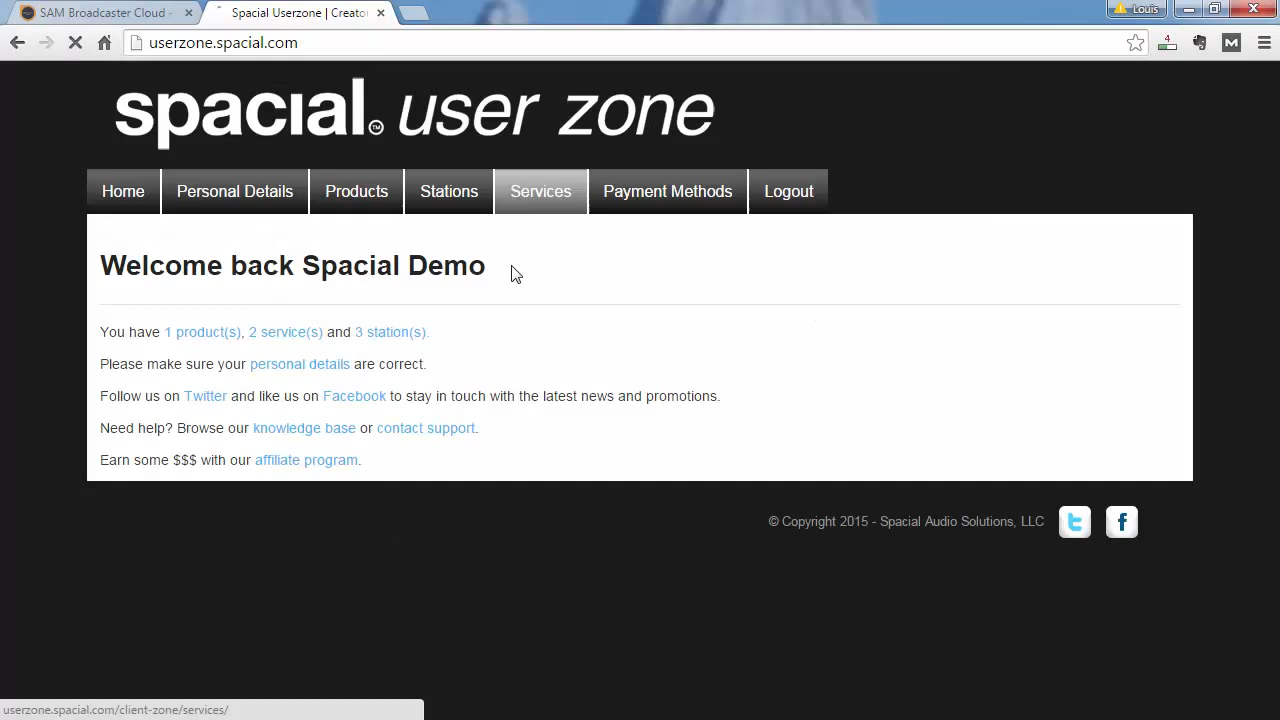 SAM Broadcaster Cloud -
Spacial Userzone | Creato
Louis
userzone.spacial.com
4
M
spacial™ user zone
Home
Personal Details
Products
Stations
Services
Payment Methods
Logout
Welcome back Spacial Demo
You have 1 product(s), 2 service(s) and 3 station(s).
Please make sure your personal details are correct.
Follow us on Twitter and like us on Facebook to stay in touch with the latest news and promotions.
Need help? Browse our knowledge base or contact support.
Earn some $$$ with our affiliate program.
© Copyright 2015 - Spacial Audio Solutions, LLC
userzone.spacial.com/client-zone/services/